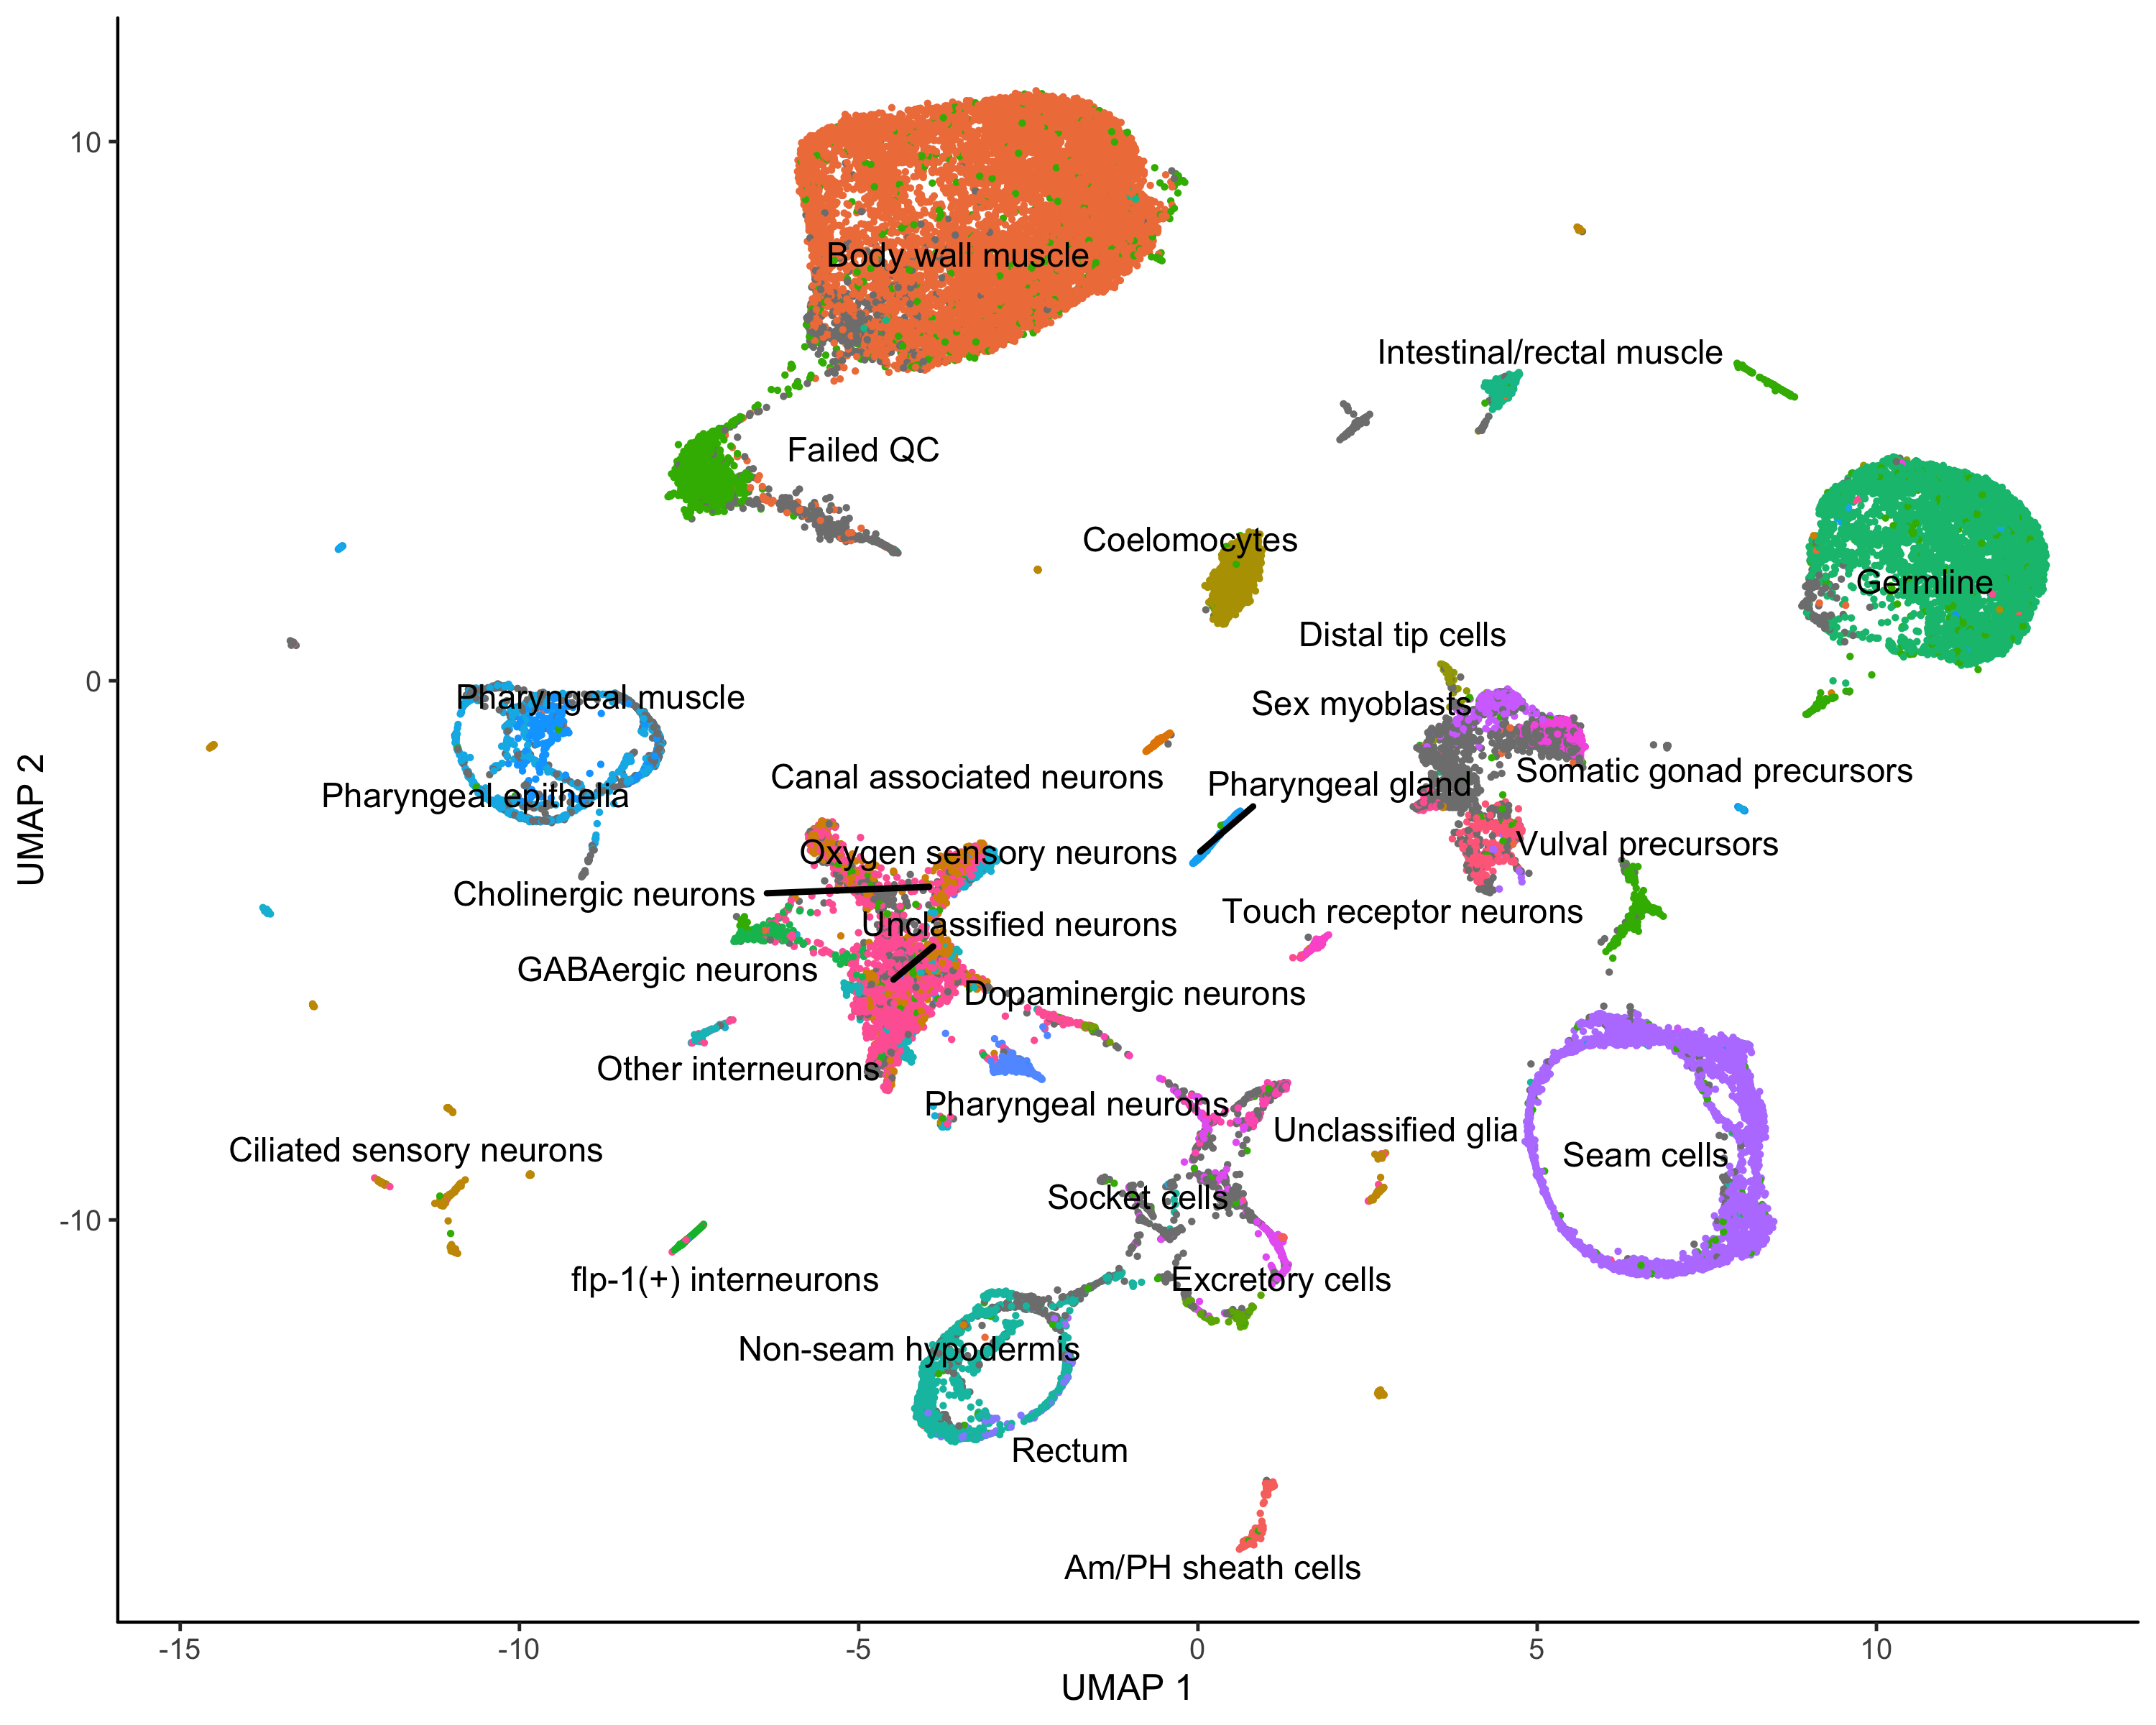 10
Body wall muscle
Intestinal/rectal muscle
Failed QC
Coelomocytes
Germline
Distal tip cells
0
Pharyngeal muscle
Sex myoblasts
Somatic gonad precursors
Canal associated neurons
Pharyngeal gland
Pharyngeal epithelia
UMAP 2
Vulval precursors
Oxygen sensory neurons
Cholinergic neurons
Touch receptor neurons
Unclassified neurons
GABAergic neurons
Dopaminergic neurons
Other interneurons
Pharyngeal neurons
Unclassified glia
Ciliated sensory neurons
Seam cells
Socket cells
-10
flp-1(+) interneurons
Excretory cells
Non-seam hypodermis
Rectum
Am/PH sheath cells
-15 -10 -5 0 5 10
UMAP 1